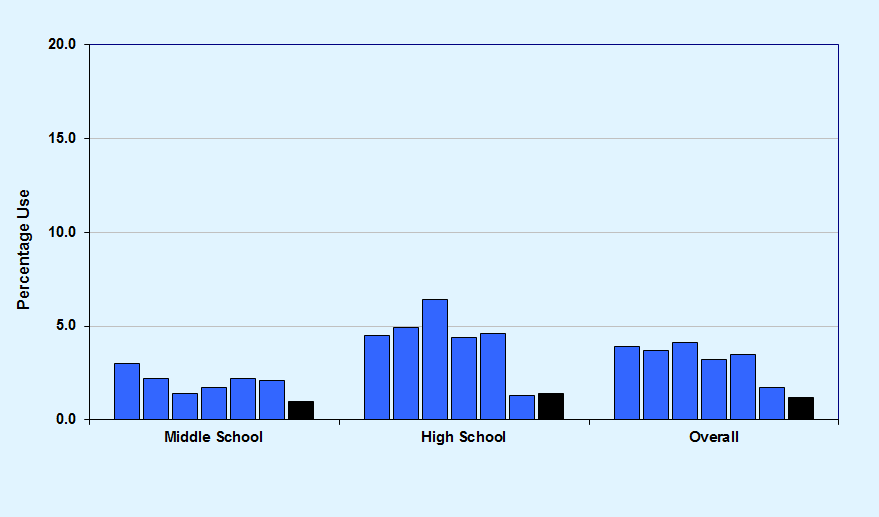 20.0
15.0
10.0
5.0
0.0
Percentage Use
Middle School
High School
Overall